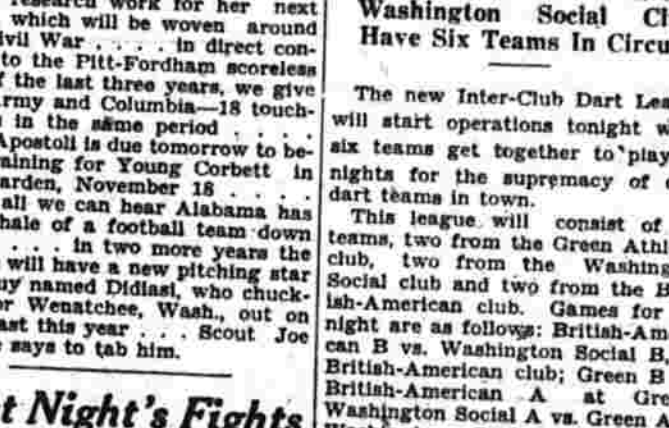 research work for her next
which will be woven around
ivil War . . . . in direct con-
to the Pitt-Fordham scoreless
f the last three years, we give
rmy and Columbia—18 touch-
in the same period . . . .
Apostoli is due tomorrow to be-
aining for Young Corbett in
arden, November 18 . . . .
all we can hear Alabama has
hale of a football team down
. . . . in two more years the
will have a new pitching star
uy named Didiasi, who chuck-
or Wenatchee, Wash., out on
ast this year . . . Scout Joe
says to tab him.
t Night's Fights
Washington Social Cl
Have Six Teams In Circu
The new Inter-Club Dart Lea
will start operations tonight w
six teams get together to play
nights for the supremacy of
dart teams in town.
This league will consist of
teams, two from the Green Athl
club, two from the Washing
Social club and two from the B
ish-American club. Games for
night are as follows: British-Am
can B vs. Washington Social B
British-American club; Green B
British-American A at Gre
Washington Social A vs. Green A